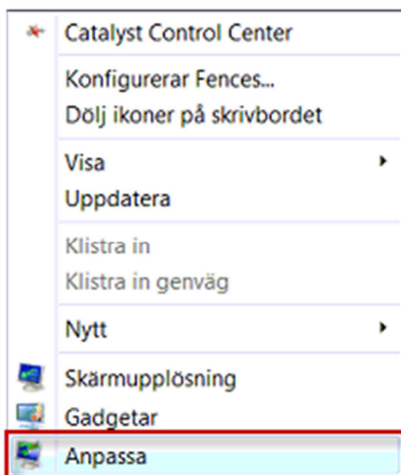 Catalyst Control Center
Konfigurerar Fences...
Dölj ikoner på skrivbordet
Visa
Uppdatera
Klistra in
Klistra in genväg
Nytt
Skärmupplösning
Gadgetar
Anpassa